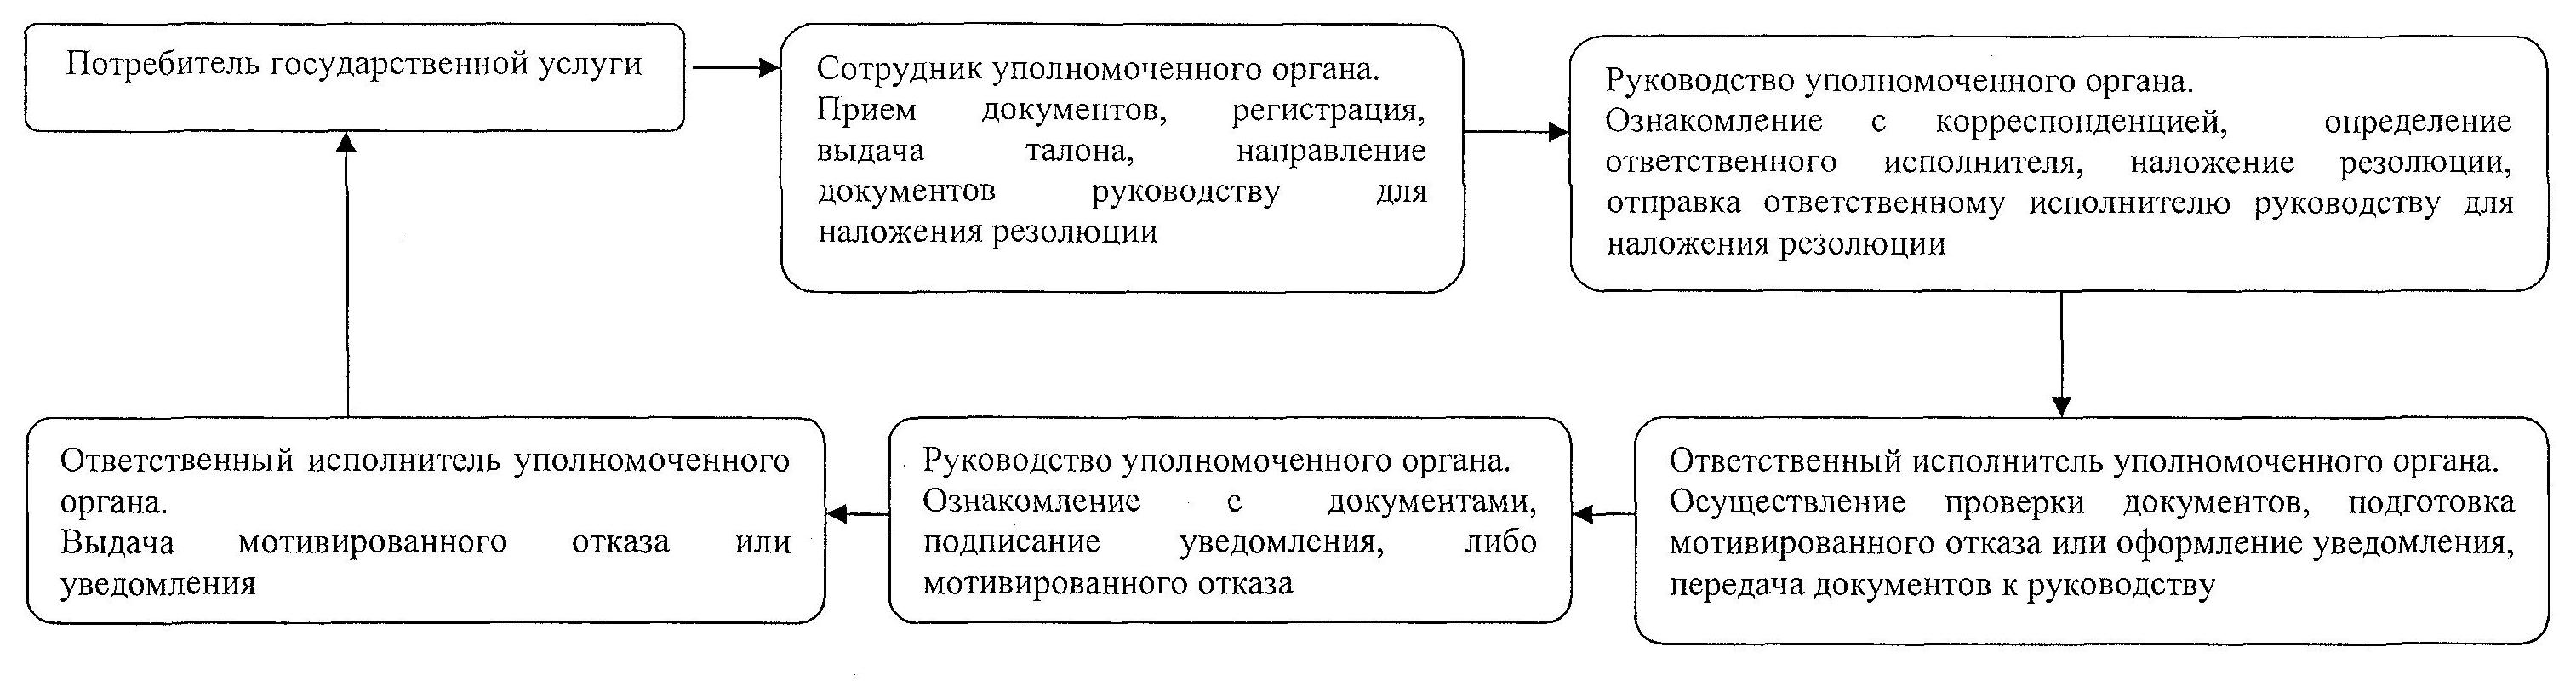 Потребитель государственной услуги
Сотрудник уполномоченного органа.
Прием документов, регистрация,
выдача талона, направление
документов руководству для
наложения резолюции
Руководство уполномоченного органа.
Ознакомление с корреспонденцией, определение
ответственного исполнителя, наложение резолюции,
отправка ответственному исполнителю руководству для
наложения резолюции
Ответственный исполнитель уполномоченного органа.
Осуществление проверки документов, подготовка
мотивированного отказа или оформление уведомления,
передача документов к руководству
Руководство уполномоченного органа.
Ознакомление с документами,
подписание уведомления, либо
мотивированного отказа
Ответственный исполнитель уполномоченного
органа.
Выдача мотивированного отказа или
уведомления